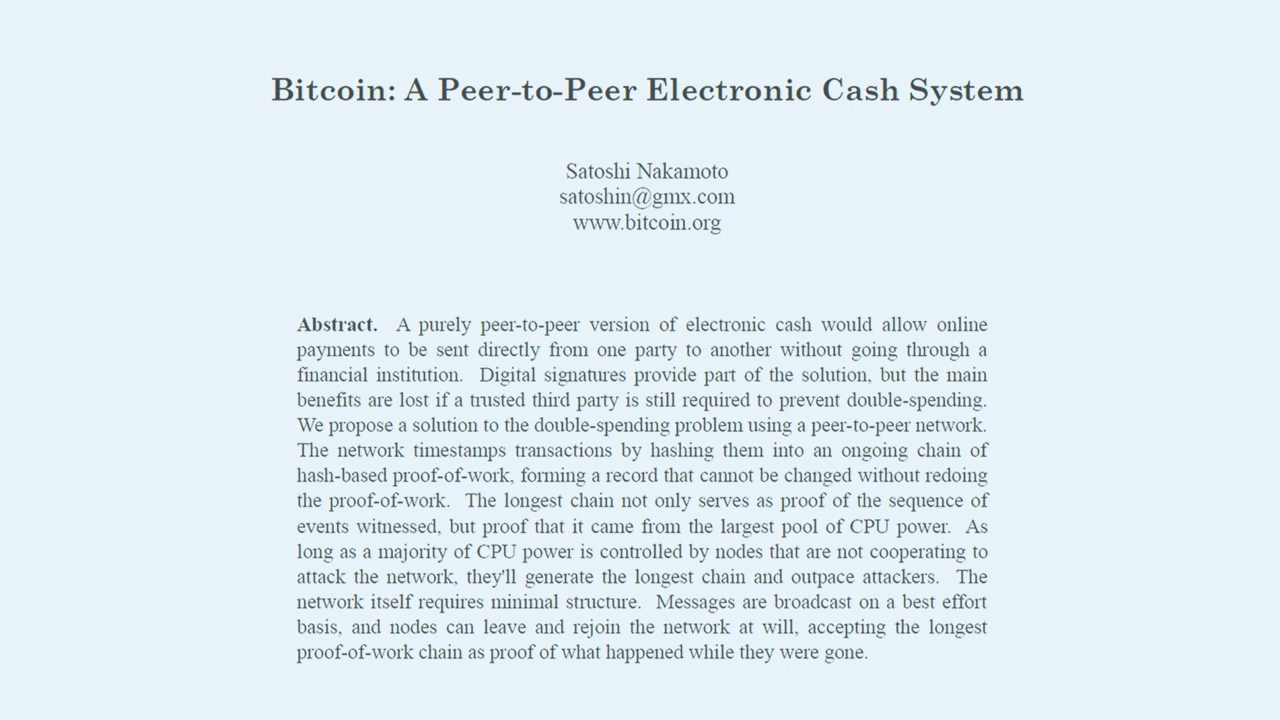 Bitcoin: A Peer-to-Peer Electronic Cash System
Satoshi Nakamoto
satoshin@gmx.com
www.bitcoin.org
Abstract. A purely peer-to-peer version of electronic cash would allow online
payments to be sent directly from one party to another without going through a
financial institution. Digital signatures provide part of the solution, but the main
benefits are lost if a trusted third party is still required to prevent double-spending.
We propose a solution to the double-spending problem using a peer-to-peer network.
The network timestamps transactions by hashing them into an ongoing chain of
hash-based proof-of-work, forming a record that cannot be changed without redoing
the proof-of-work. The longest chain not only serves as proof of the sequence of
events witnessed, but proof that it came from the largest pool of CPU power. As
long as a majority of CPU power is controlled by nodes that are not cooperating to
attack the network, they'll generate the longest chain and outpace attackers. The
network itself requires minimal structure. Messages are broadcast on a best effort
basis, and nodes can leave and rejoin the network at will, accepting the longest
proof-of-work chain as proof of what happened while they were gone.